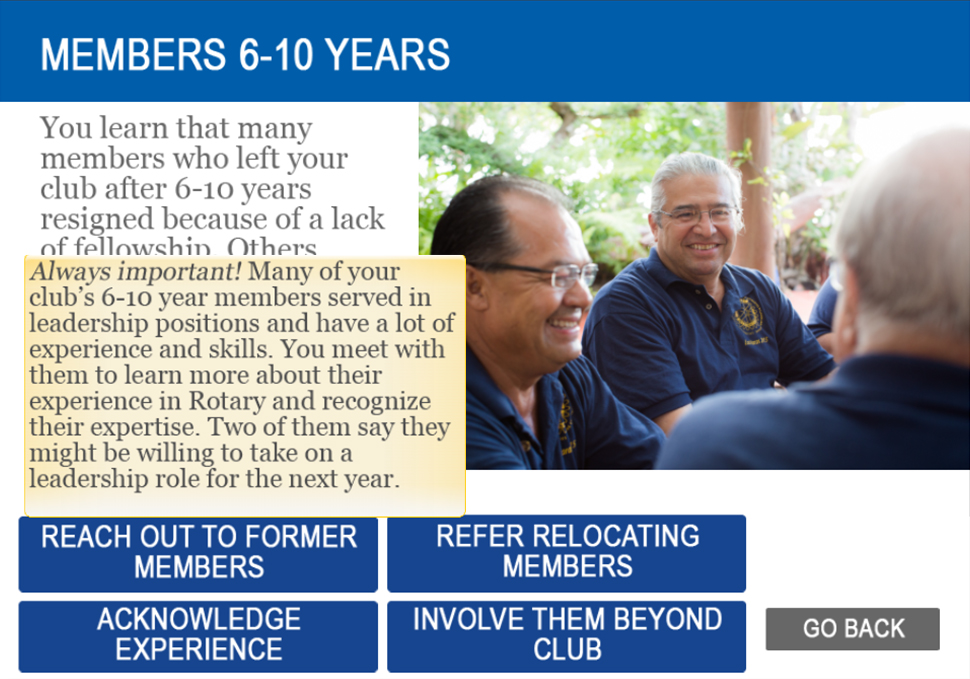 MEMBERS 6-10 YEARS
You learn that many
members who left your
club after 6-10 years
resigned because of a lack
of fellowship. Others
Always important! Many of your
club's 6-10 year members served in
leadership positions and have a lot of
experience and skills. You meet with
them to learn more about their
experience in Rotary and recognize
their expertise. Two of them say they
might be willing to take on a
leadership role for the next year.
REACH OUT TO FORMER
MEMBERS
REFER RELOCATING
MEMBERS
ACKNOWLEDGE
EXPERIENCE
INVOLVE THEM BEYOND
CLUB
GO BACK